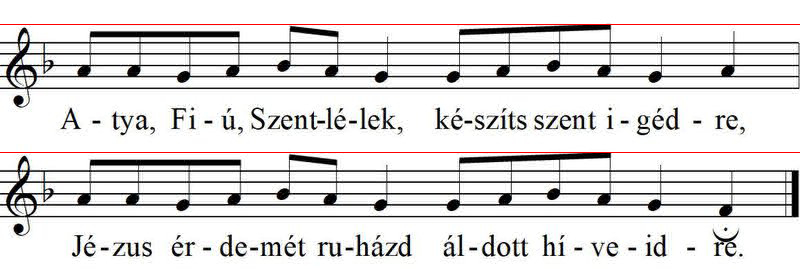 A - tya, Fi - ú, Szent-lé-lek, ké-szíts szent i - géd - re,
Jé-zus ér - de-mét ru-házd ál-dott hí - ve - id - re.